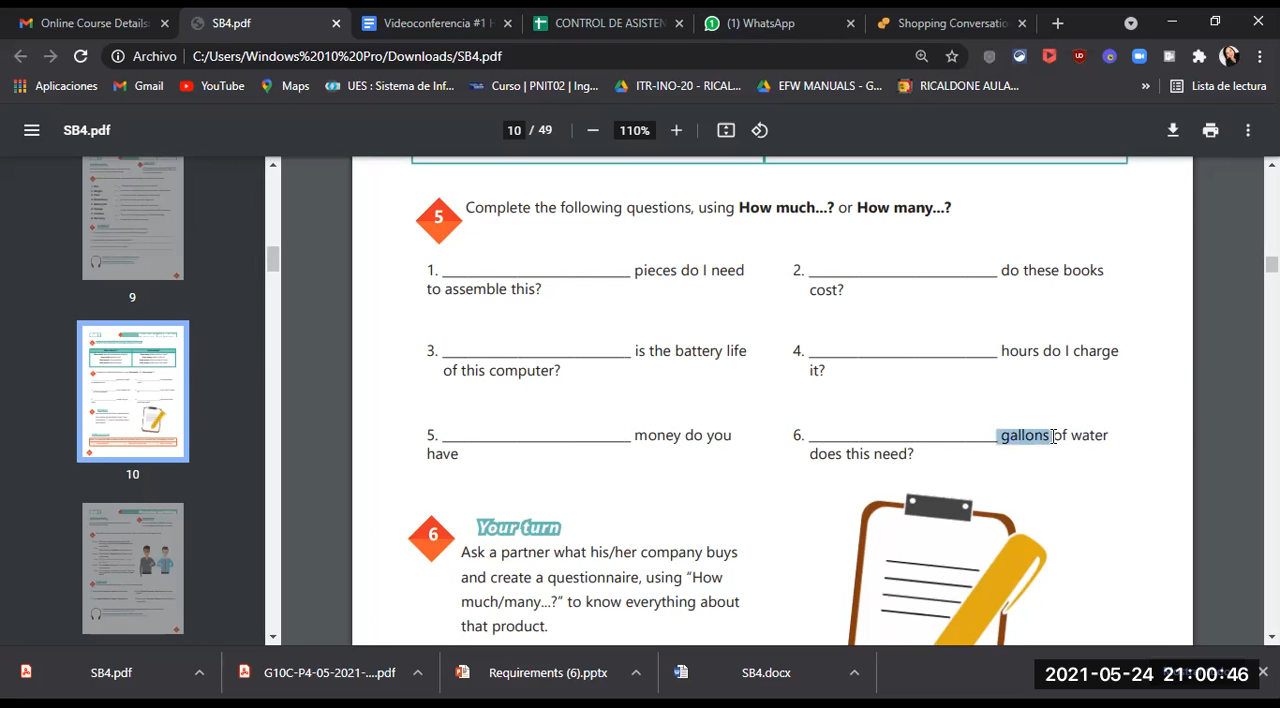 Online Course Details:
SB4.pdf
Videoconferencia #1 H
CONTROL DE ASISTEN
(1) WhatsApp
Shopping Conversatio
Archivo
C:/Users/Windows%2010%20Pro/Downloads/SB4.pdf
Aplicaciones
Gmail
YouTube
Maps
UES : Sistema de Inf...
Curso | PNIT02 | Ing...
ITR-INO-20 - RICAL...
EFW MANUALS - G...
RICALDONE AULA...
»
Lista de lectura
SB4.pdf
10 / 49
110%
9
10
5
Complete the following questions, using How much...? or How many...?
1. ________________________ pieces do I need
to assemble this?
2. ________________________ do these books
cost?
3. ________________________ is the battery life
of this computer?
4. ________________________ hours do I charge
it?
5. ________________________ money do you
have
6. ________________________ gallons of water
does this need?
6
Your turn
Ask a partner what his/her company buys
and create a questionnaire, using "How
much/many...?" to know everything about
that product.
SB4.pdf
G10C-P4-05-2021-....pdf
Requirements (6).pptx
SB4.docx
2021-05-24 21:00:46